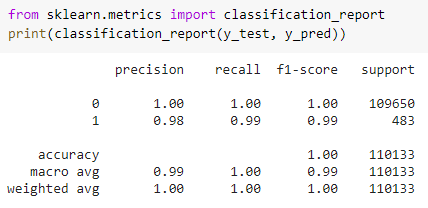 from sklearn.metrics import classification_report
print(classification_report(y_test, y_pred))
precision recall f1-score support
0 1.00 1.00 1.00 109650
1 0.98 0.99 0.99 483
accuracy 1.00 110133
macro avg 0.99 1.00 0.99 110133
weighted avg 1.00 1.00 1.00 110133